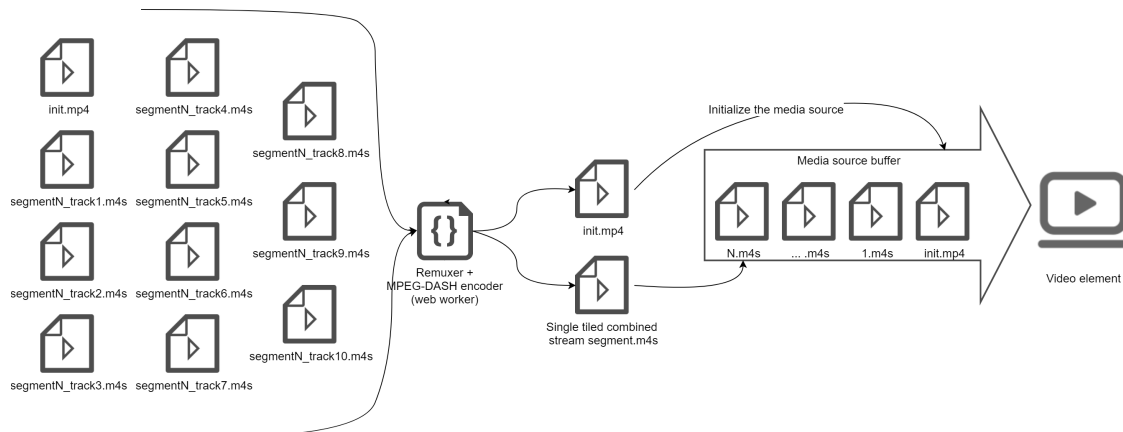 init.mp4
segmentN_track4.m4s
segmentN_track8.m4s
segmentN_track1.m4s
segmentN_track5.m4s
segmentN_track9.m4s
segmentN_track2.m4s
segmentN_track6.m4s
segmentN_track10.m4s
segmentN_track3.m4s
segmentN_track7.m4s
{}
Remuxer +
MPEG-DASH encoder
(web worker)
init.mp4
Single tiled combined
stream segment.m4s
Initialize the media source
Media source buffer
N.m4s
... .m4s
1.m4s
init.mp4
Video element